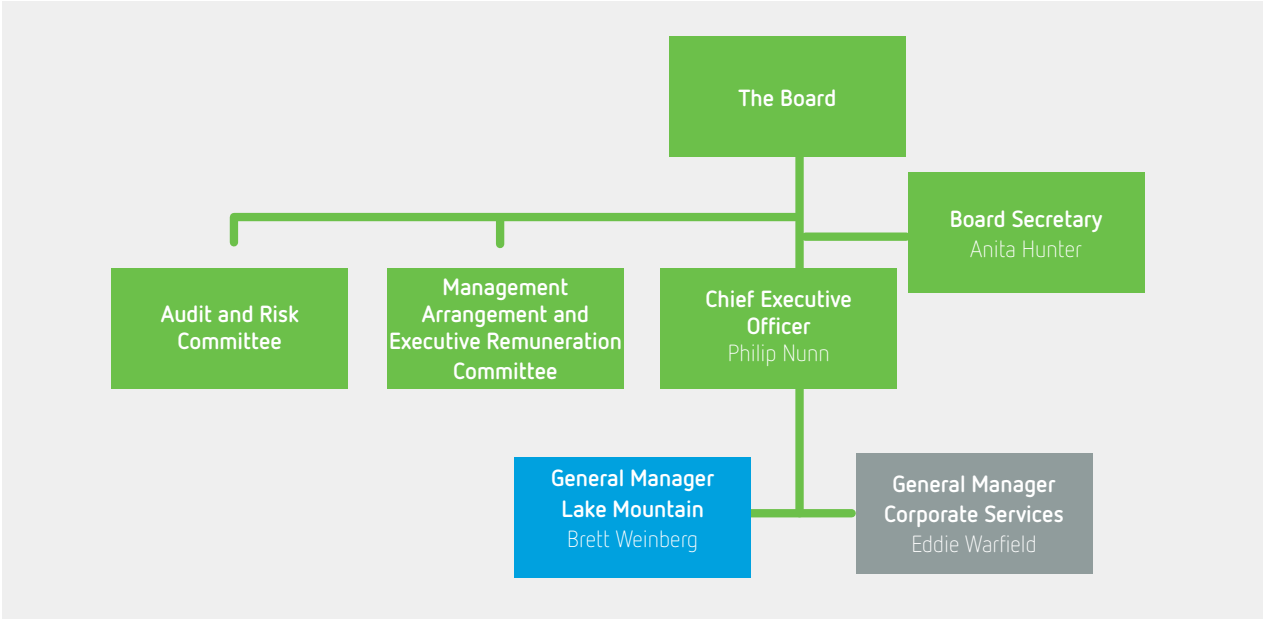 The Board
Board Secretary
Anita Hunter
Audit and Risk
Committee
Management
Arrangement and
Executive Remuneration
Committee
Chief Executive
Officer
Philip Nunn
General Manager
Lake Mountain
Brett Weinberg
General Manager
Corporate Services
Eddie Warfield